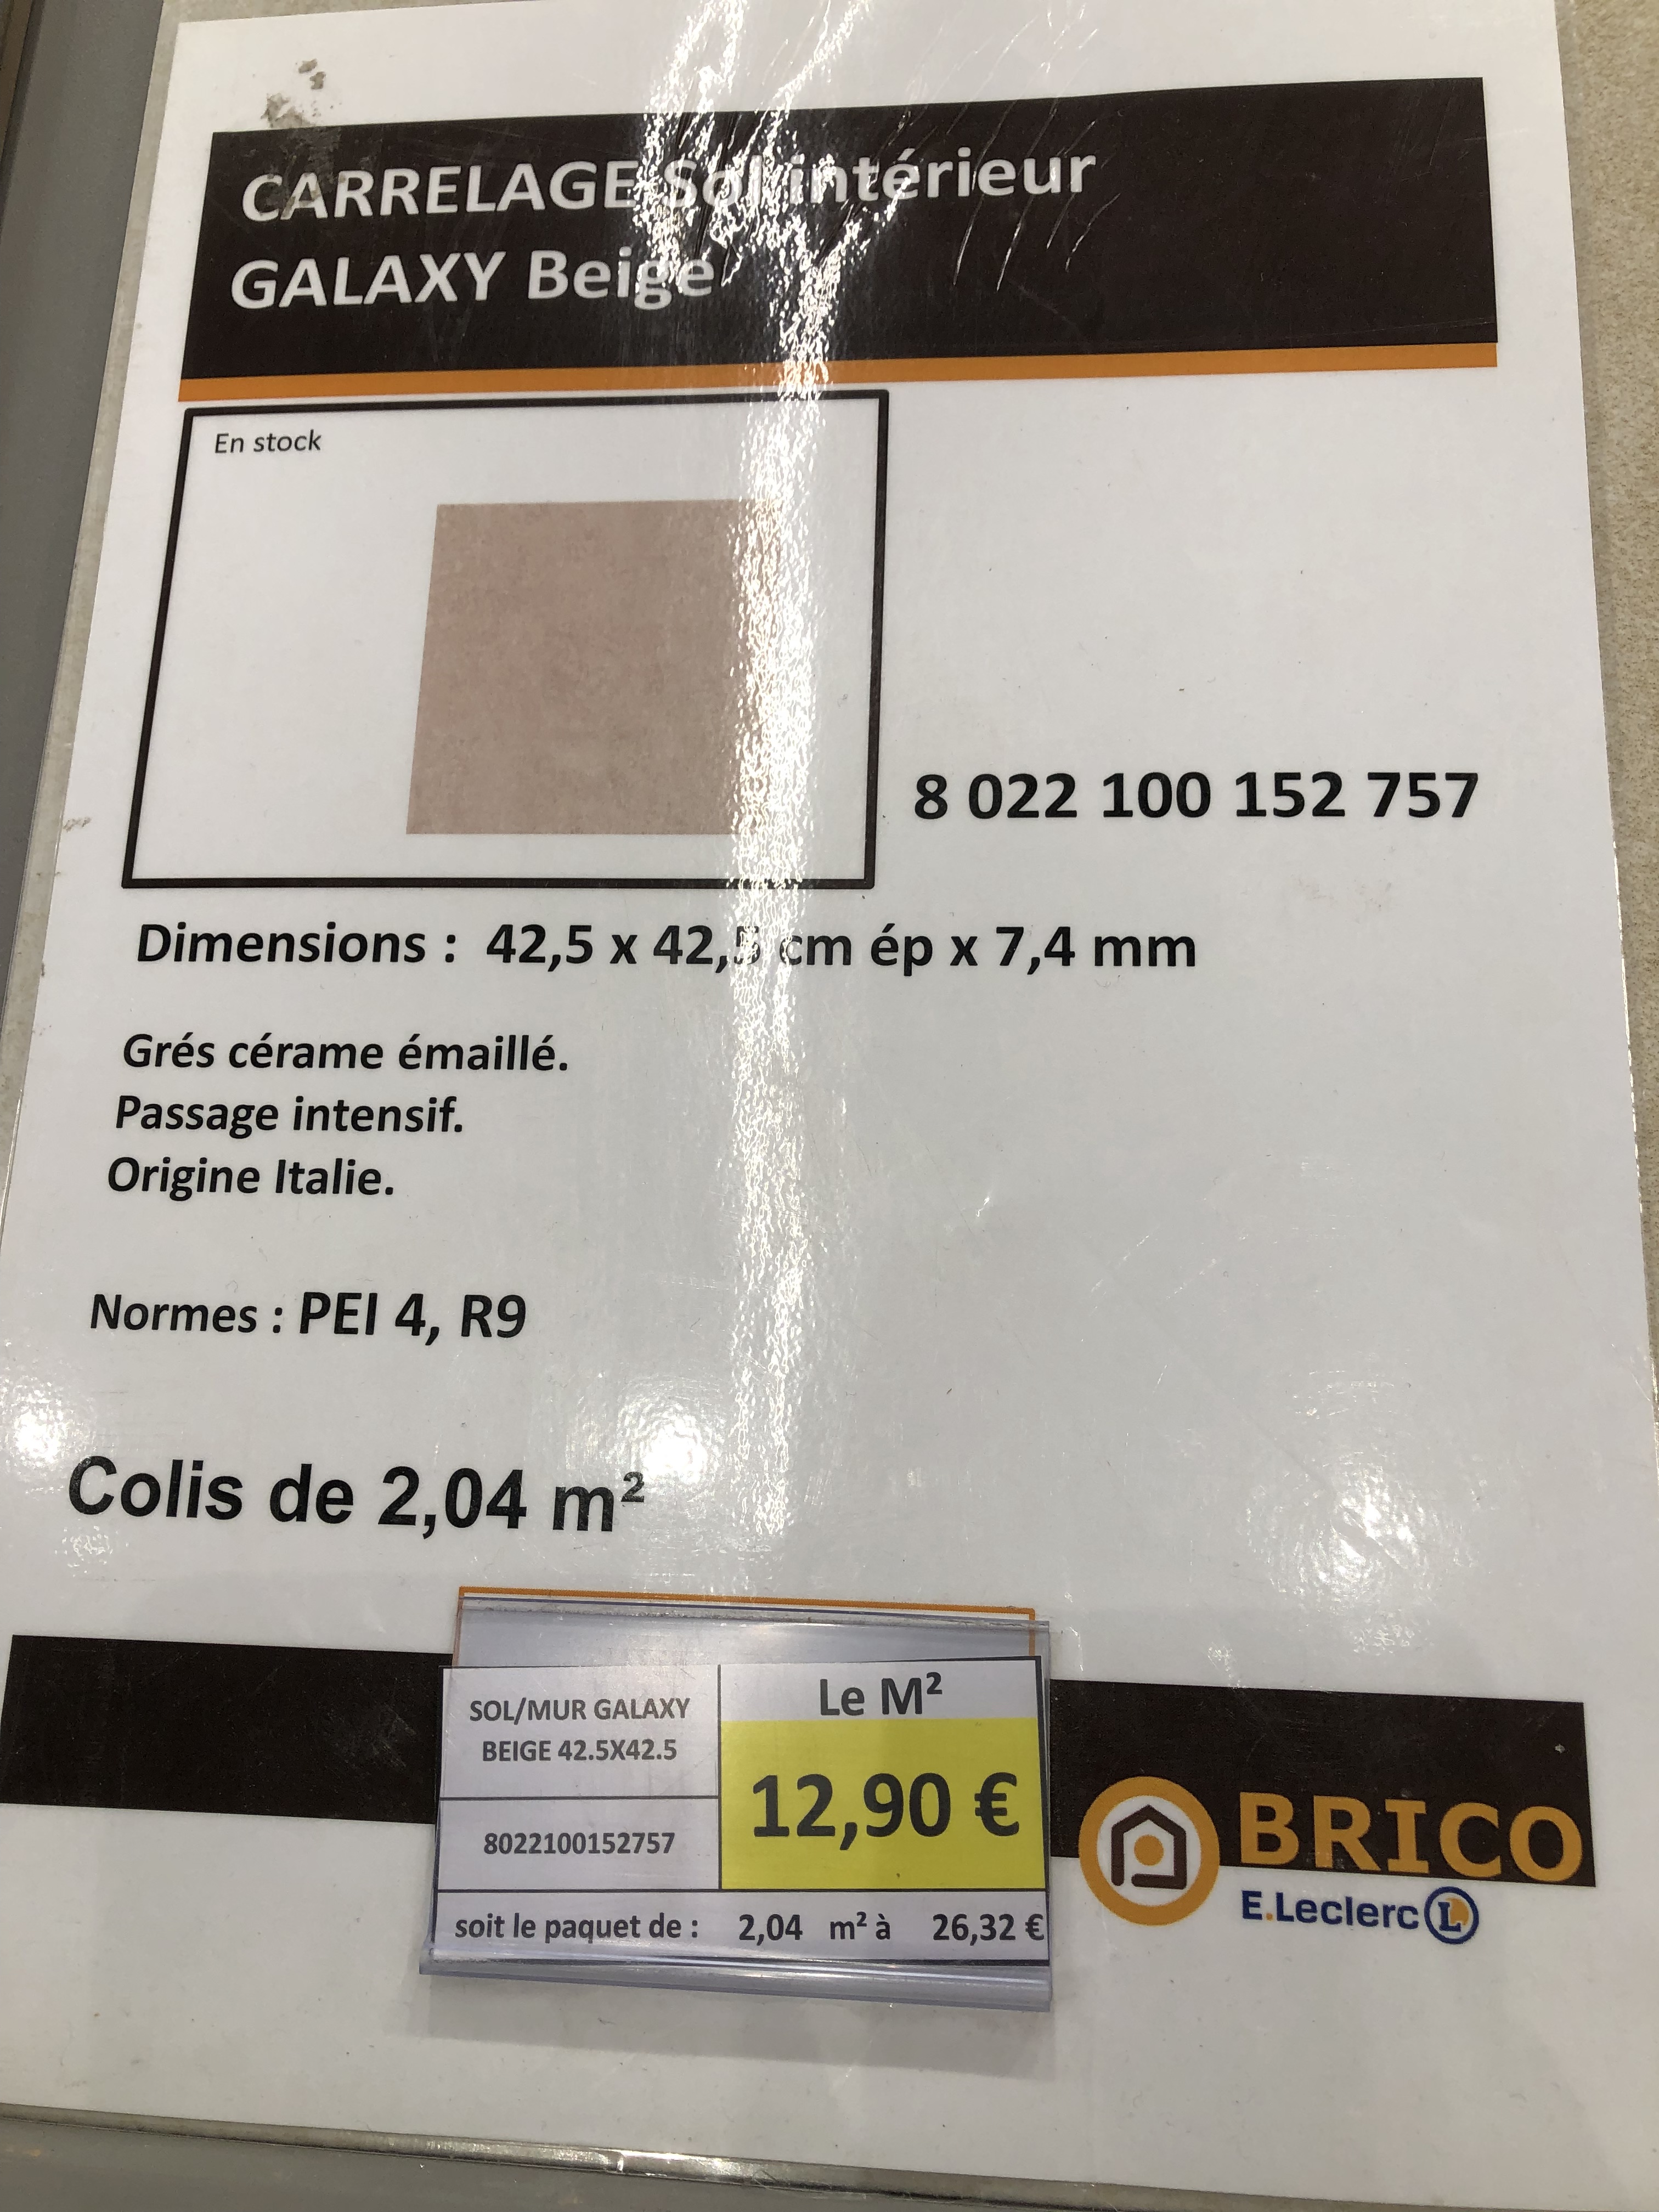 CARRELAGE Sol intérieur
GALAXY Beige
En stock
8 022 100 152 757
Dimensions : 42,5 x 42,5 cm ép x 7,4 mm
Grés cérame émaillé.
Passage intensif.
Origine Italie.
Normes : PEI 4, R9
Colis de 2,04 m²
SOL/MUR GALAXY
BEIGE 42.5X42.5
8022100152757
Le M²
12,90 €
soit le paquet de : 2,04 m² à 26,32 €
BRICO
E.Leclerc L